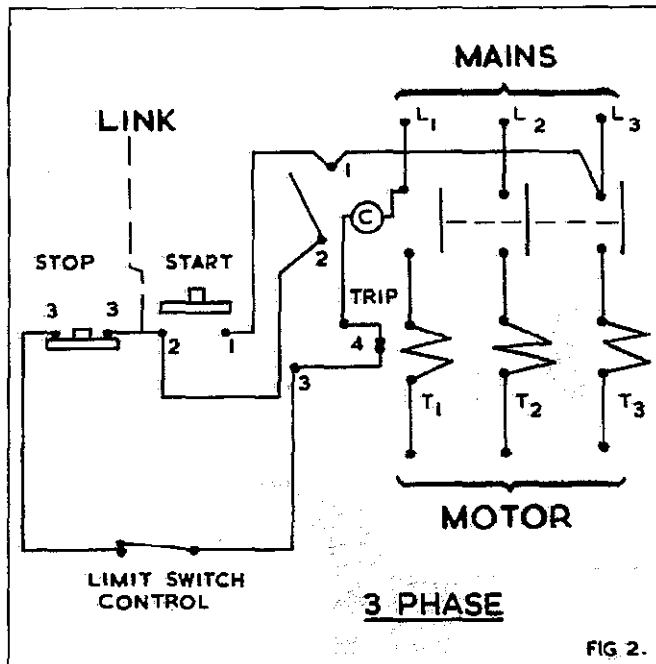 MAINS
L1 L2 L3
LINK
1
C
2
STOP START
TRIP
3 3 2 1
4
3
T1 T2 T3
MOTOR
LIMIT SWITCH
CONTROL
3 PHASE
FIG 2.